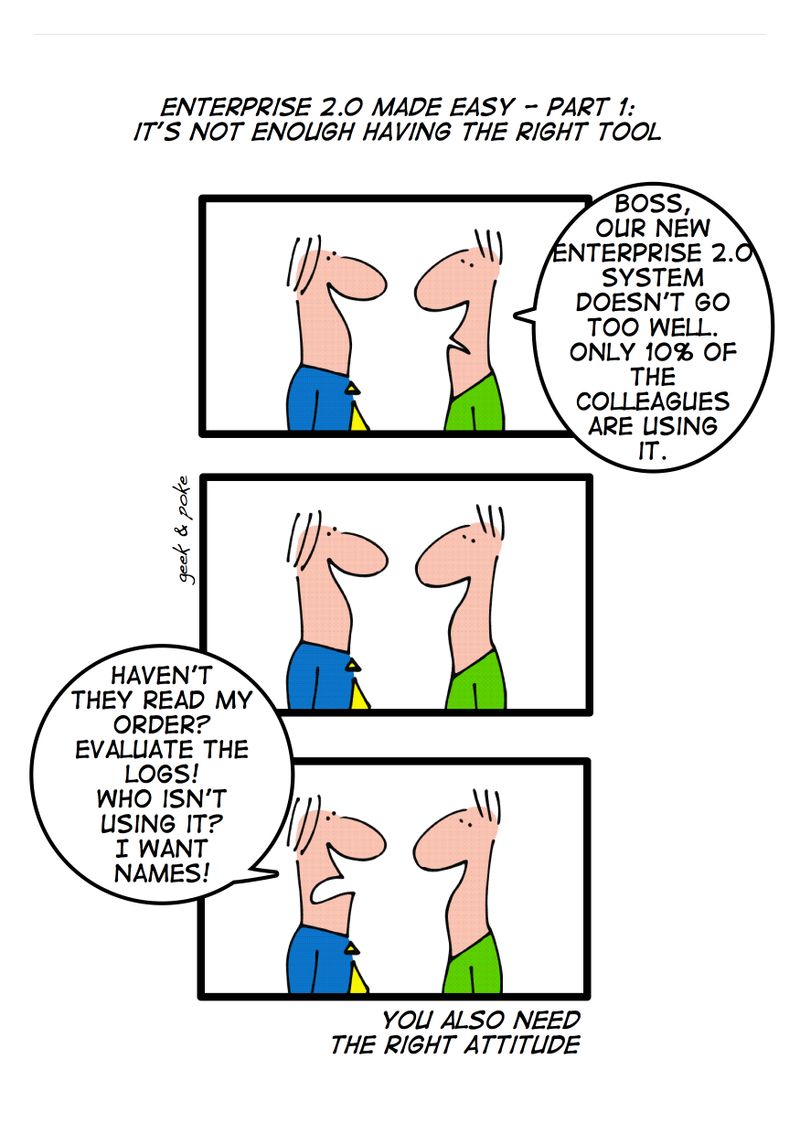 ENTERPRISE 2.0 MADE EASY - PART 1:
IT'S NOT ENOUGH HAVING THE RIGHT TOOL
BOSS,
OUR NEW
ENTERPRISE 2.0
SYSTEM
DOESN'T GO
TOO WELL.
ONLY 10% OF
THE
COLLEAGUES
ARE USING
IT.
geek & poke
HAVEN'T
THEY READ MY
ORDER?
EVALUATE THE
LOGS!
WHO ISN'T
USING IT?
I WANT
NAMES!
YOU ALSO NEED
THE RIGHT ATTITUDE